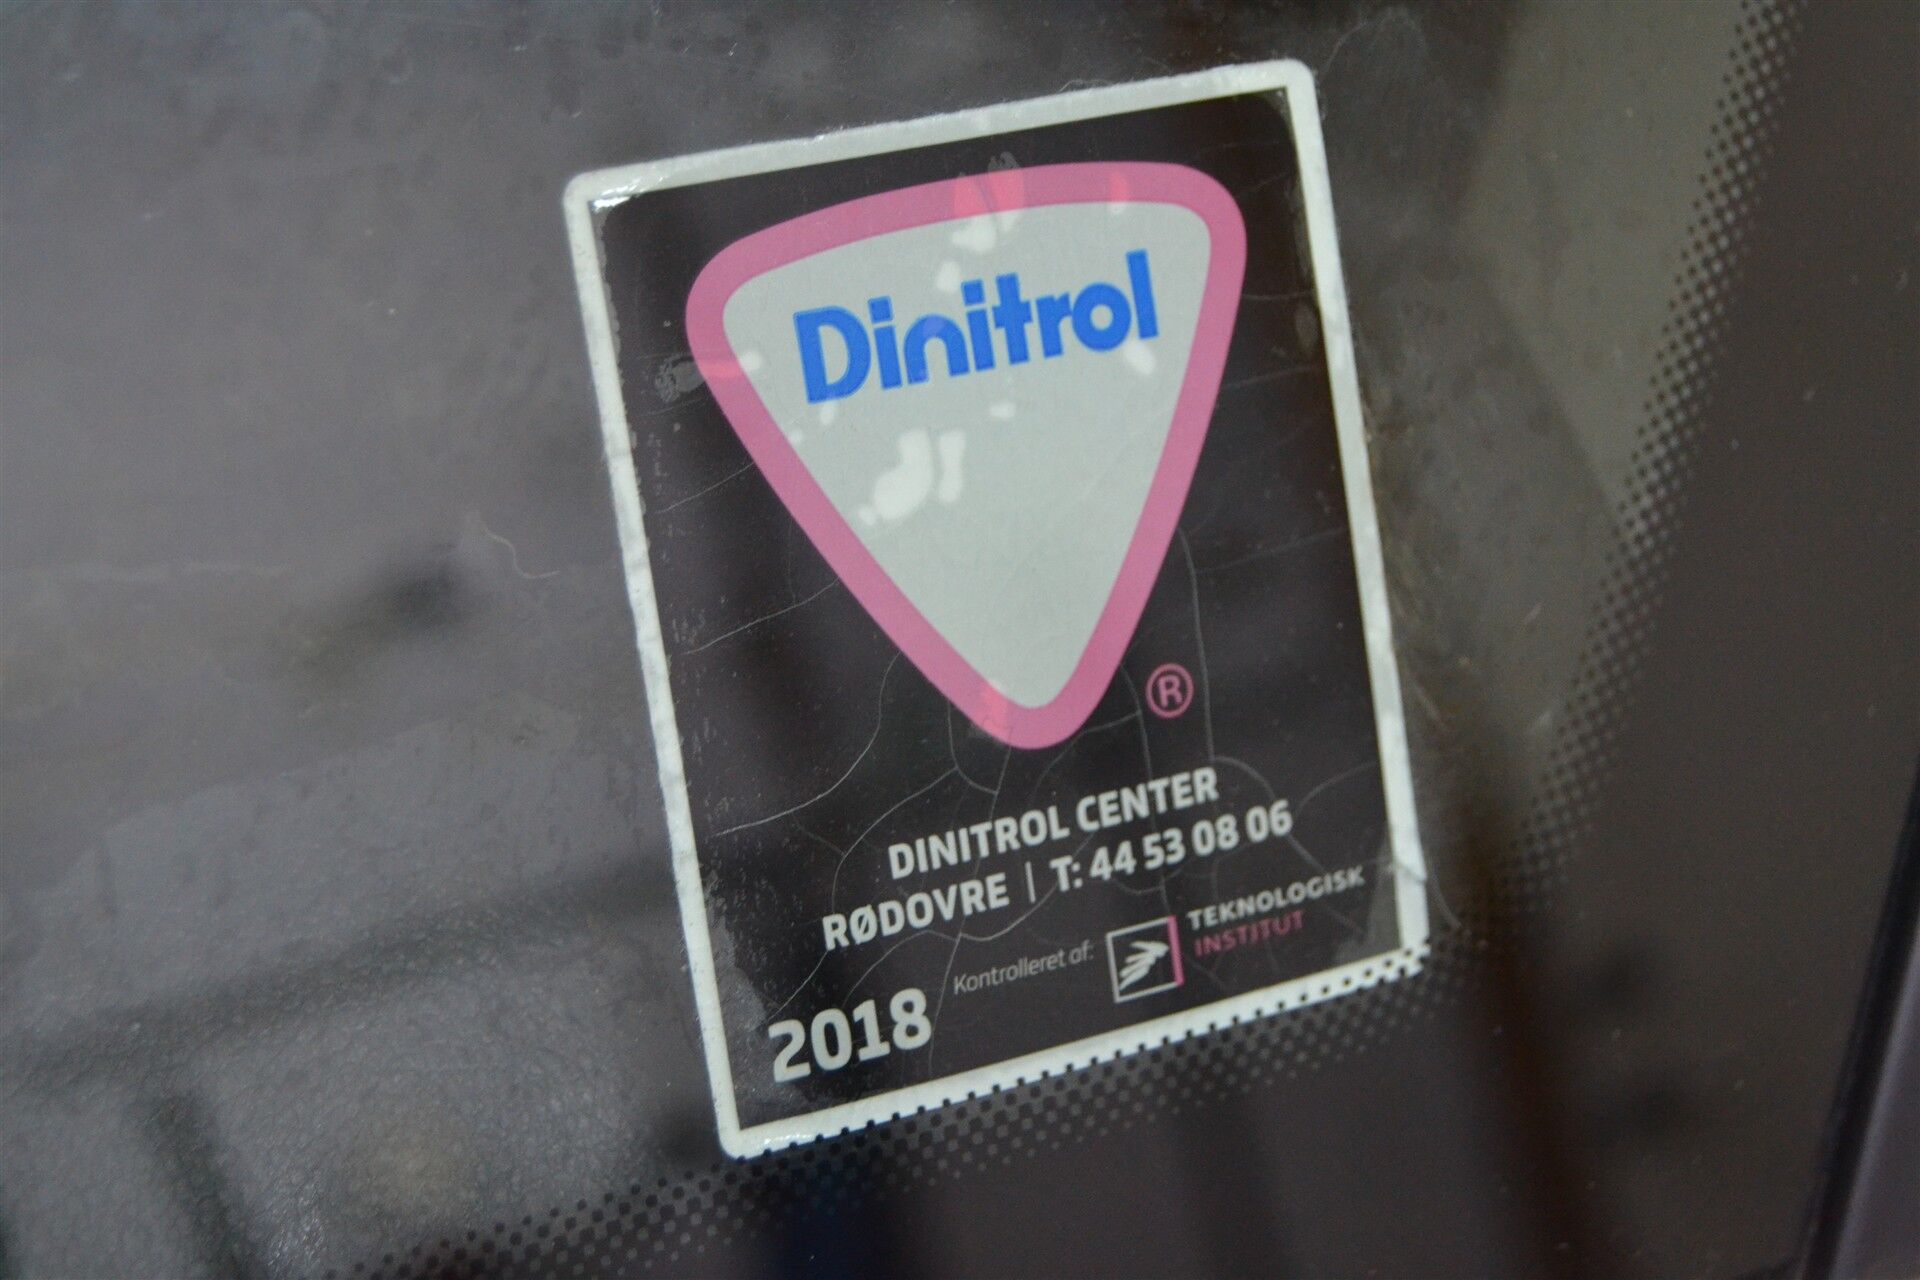 Dinitrol
®
DINITROL CENTER
RØDOVRE | T: 44 53 08 06
Kontrolleret af: TEKNOLOGISK
INSTITUT
2018